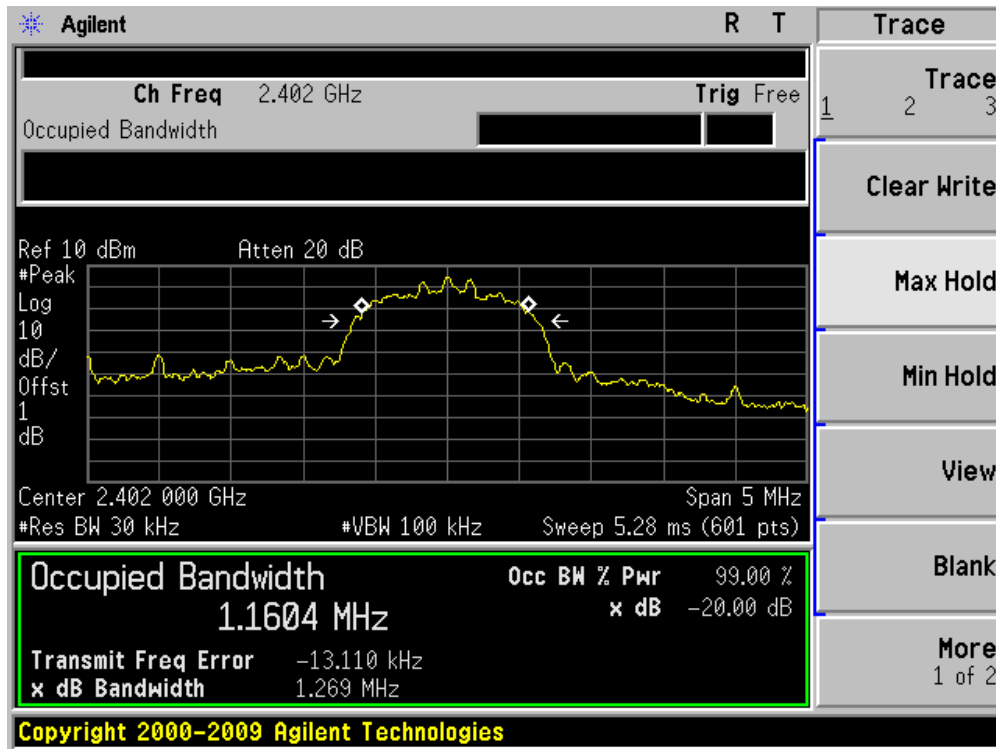 Agilent
R T
Trace
Ch Freq 2.402 GHz
Trig Free
Occupied Bandwidth
Trace
1 2 3
Clear Write
Max Hold
Min Hold
View
Blank
More
1 of 2
Ref 10 dBm Atten 20 dB
#Peak
Log
10
dB/
Offst
1
dB
Center 2.402 000 GHz Span 5 MHz
#Res BW 30 kHz #VBW 100 kHz Sweep 5.28 ms (601 pts)
Occupied Bandwidth
1.1604 MHz
Occ BW % Pwr 99.00 %
x dB -20.00 dB
Transmit Freq Error -13.110 kHz
x dB Bandwidth 1.269 MHz
Copyright 2000-2009 Agilent Technologies